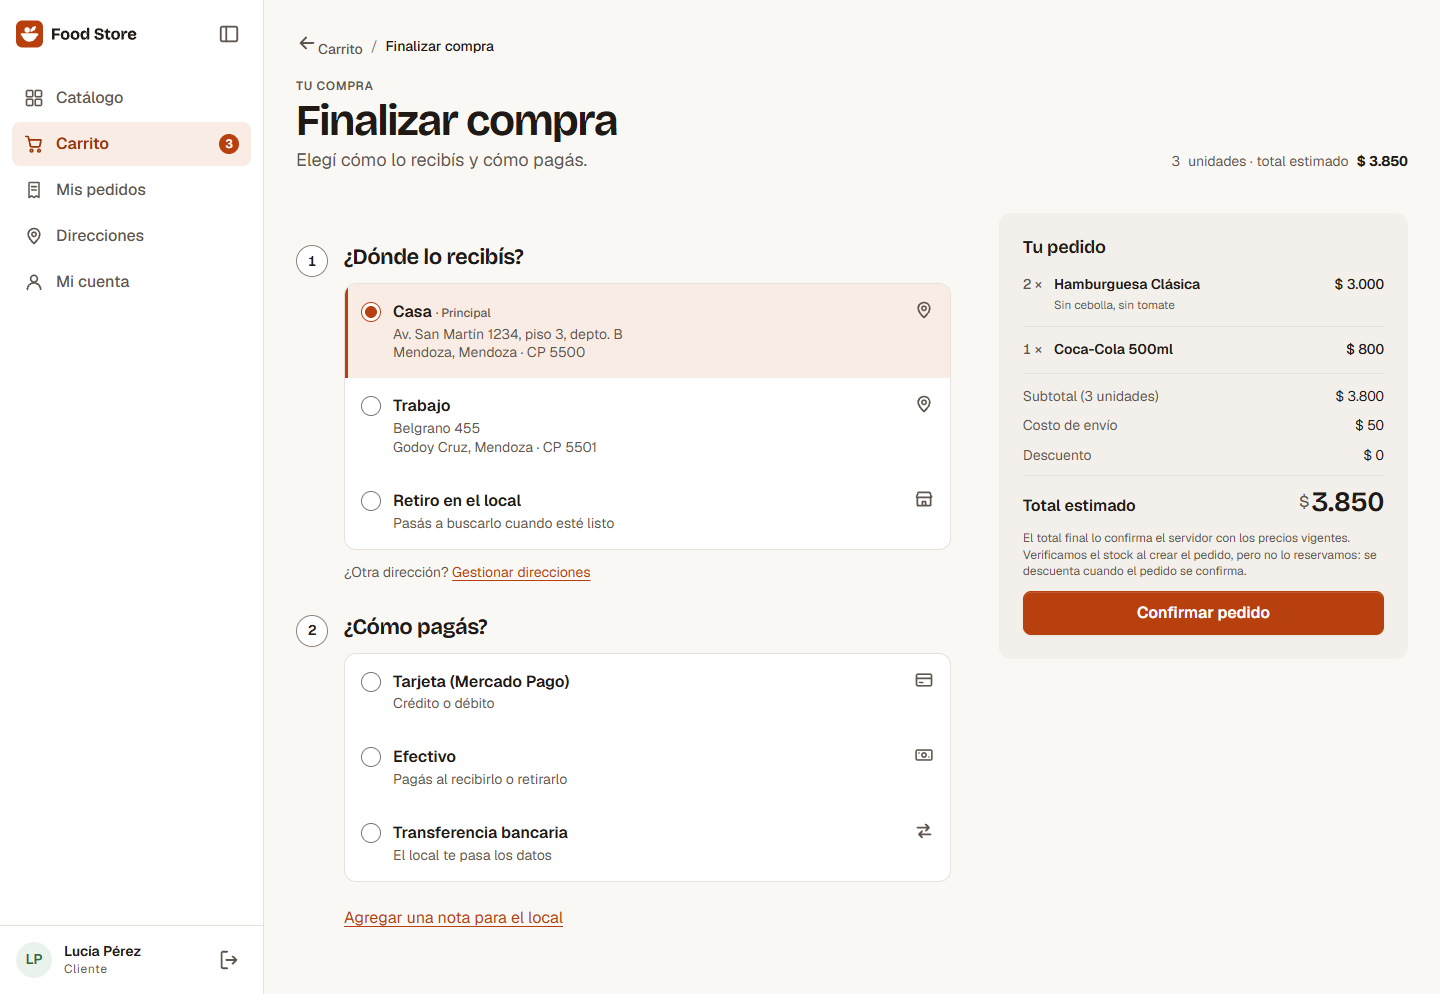 Food Store
Catálogo
Carrito 3
Mis pedidos
Direcciones
Mi cuenta
LP
Lucía Pérez
Cliente
Carrito / Finalizar compra
TU COMPRA
Finalizar compra
Elegí cómo lo recibís y cómo pagás.
3 unidades · total estimado $ 3.850
1 ¿Dónde lo recibís?
Casa · Principal
Av. San Martín 1234, piso 3, depto. B
Mendoza, Mendoza · CP 5500
Trabajo
Belgrano 455
Godoy Cruz, Mendoza · CP 5501
Retiro en el local
Pasás a buscarlo cuando esté listo
¿Otra dirección? Gestionar direcciones
2 ¿Cómo pagás?
Tarjeta (Mercado Pago)
Crédito o débito
Efectivo
Pagás al recibirlo o retirarlo
Transferencia bancaria
El local te pasa los datos
Agregar una nota para el local
Tu pedido
2 × Hamburguesa Clásica $ 3.000
Sin cebolla, sin tomate
1 × Coca-Cola 500ml $ 800
Subtotal (3 unidades) $ 3.800
Costo de envío $ 50
Descuento $ 0
Total estimado $ 3.850
El total final lo confirma el servidor con los precios vigentes.
Verificamos el stock al crear el pedido, pero no lo reservamos: se
descuenta cuando el pedido se confirma.
Confirmar pedido